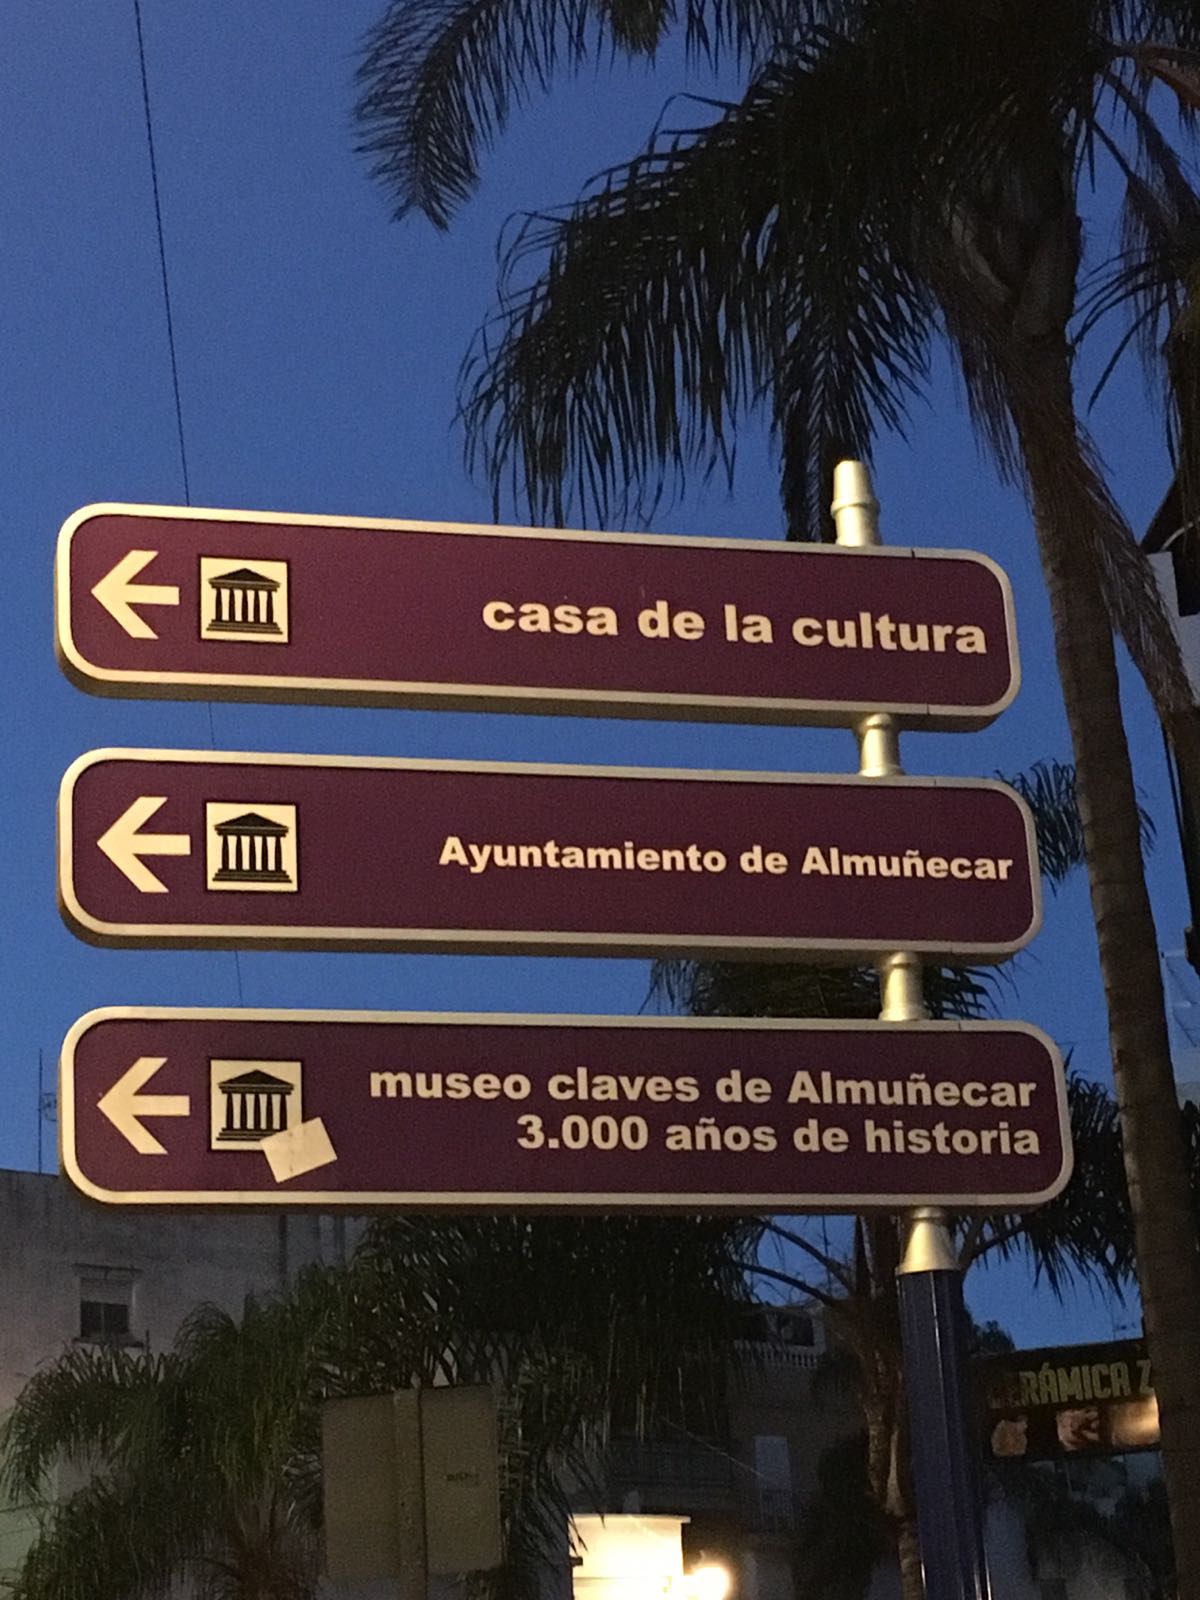 casa de la cultura
Ayuntamiento de Almuñecar
museo claves de Almuñecar
3.000 años de historia